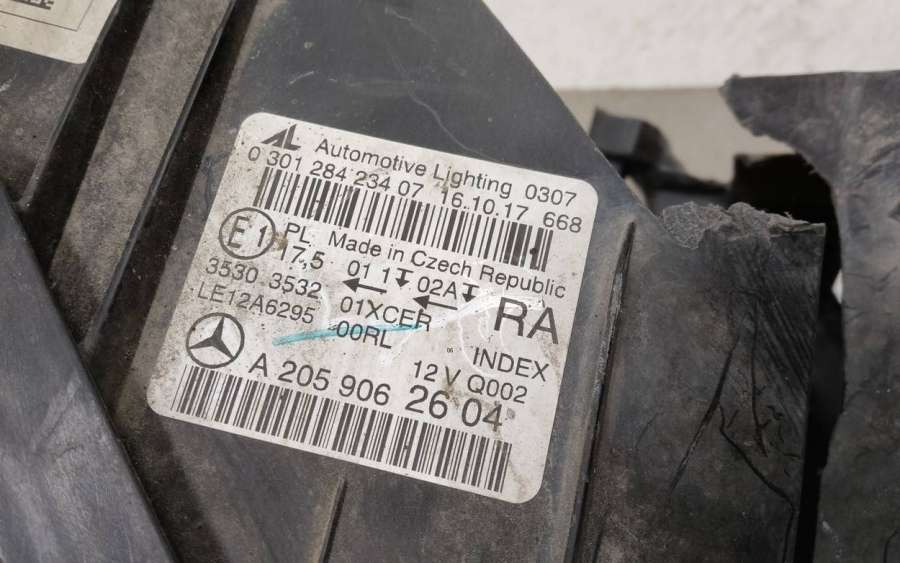 AL Automotive Lighting 0307
0 301 284 234 07 16.10.17 668
E1 PL Made in Czech Republic
17,5 01 1 02A
3530 3532 01XCER RA
LE12A6295 00RL INDEX
12 V Q002
A 205 906 26 04